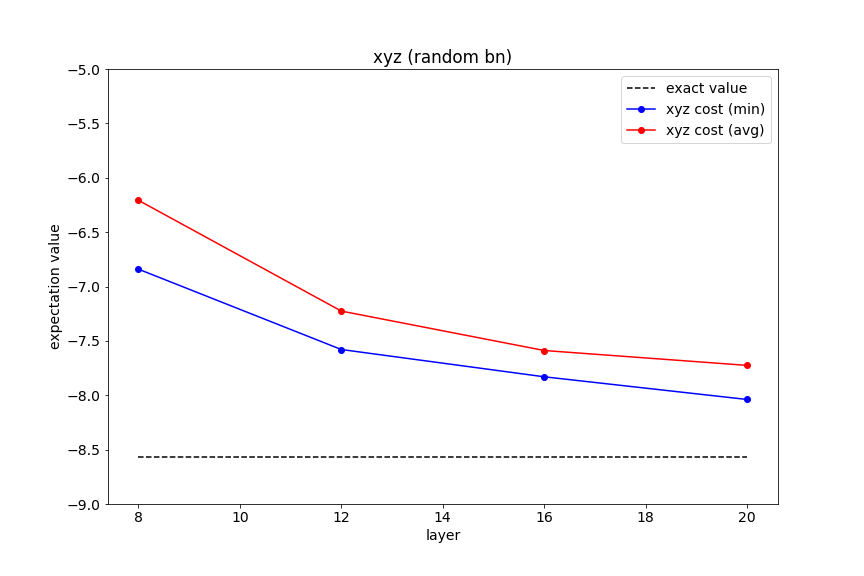 xyz (random bn)
exact value
xyz cost (min)
xyz cost (avg)
−5.0
−5.5
−6.0
−6.5
−7.0
−7.5
−8.0
−8.5
−9.0
expectation value
8 10 12 14 16 18 20
layer